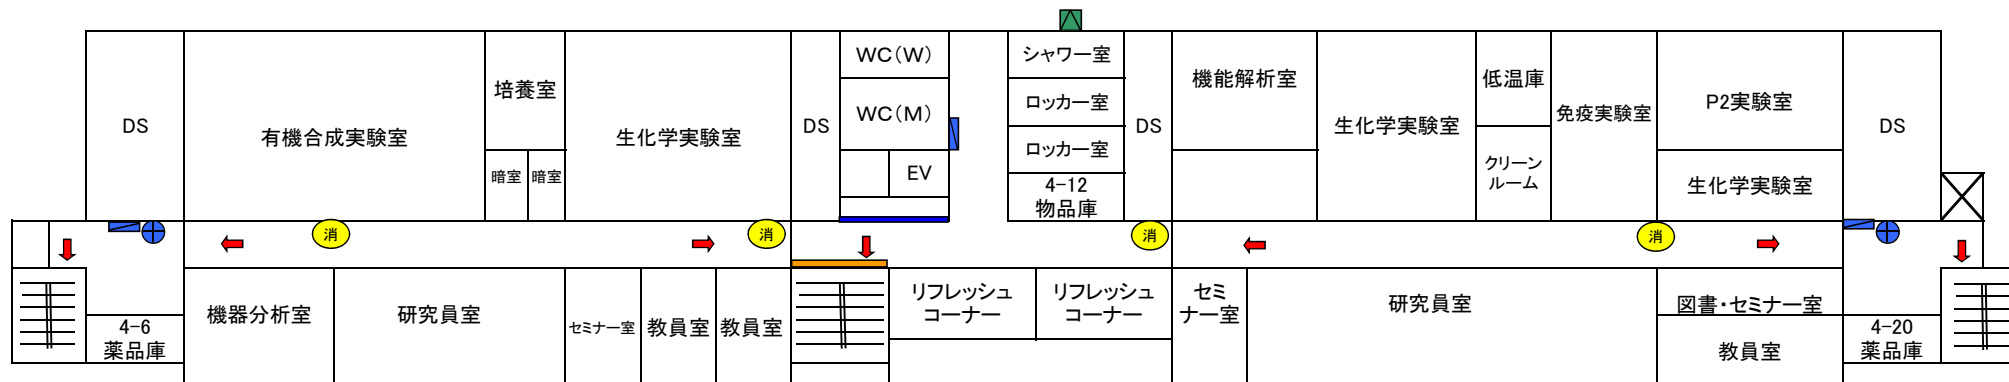 DS
有機合成実験室
培養室
暗室
暗室
生化学実験室
DS
WC(W)
WC(M)
EV
シャワー室
ロッカー室
ロッカー室
4-12
物品庫
DS
機能解析室
生化学実験室
低温庫
クリーン
ルーム
免疫実験室
P2実験室
生化学実験室
DS
消
消
消
消
4-6
薬品庫
機器分析室
研究員室
セミナー室
教員室
教員室
リフレッシュ
コーナー
リフレッシュ
コーナー
セミ
ナー室
研究員室
図書・セミナー室
教員室
4-20
薬品庫